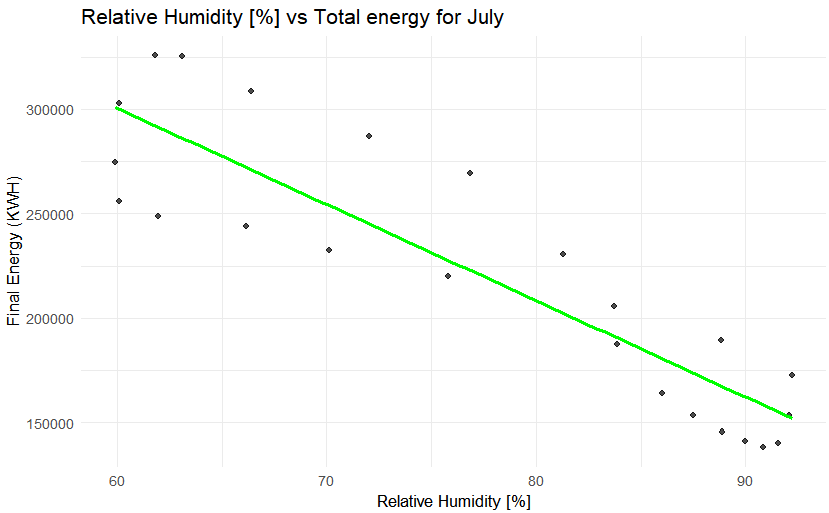 Relative Humidity [%] vs Total energy for July
Final Energy (KWH)
300000
250000
200000
150000
60
70
80
90
Relative Humidity [%]